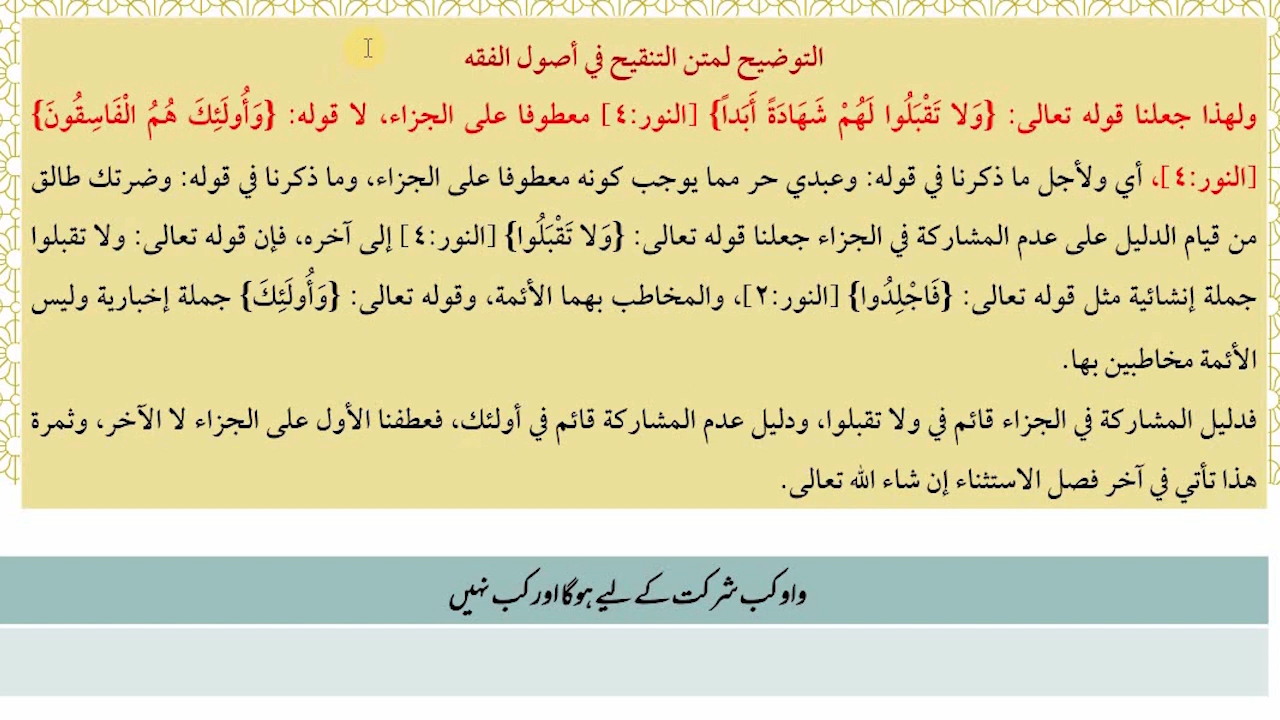 التوضيح لمتن التنقيح في أصول الفقه
ولهذا جعلنا قوله تعالى: {وَلا تَقْبَلُوا لَهُمْ شَهَادَةً أَبَداً} [النور:٤] معطوفا على الجزاء، لا قوله: {وَأُولَئِكَ هُمُ الْفَاسِقُونَ}
[النور:٤]، أي ولأجل ما ذكرنا في قوله: وعبدي حر مما يوجب كونه معطوفا على الجزاء، وما ذكرنا في قوله: وضرتك طالق
من قيام الدليل على عدم المشاركة في الجزاء جعلنا قوله تعالى: {وَلا تَقْبَلُوا} [النور:٤] إلى آخره، فإن قوله تعالى: ولا تقبلوا
جملة إنشائية مثل قوله تعالى: {فَاجْلِدُوا} [النور:٢]، والمخاطب بهما الأئمة، وقوله تعالى: {وَأُولَئِكَ} جملة إخبارية وليس
الأئمة مخاطبين بها.
فدليل المشاركة في الجزاء قائم في ولا تقبلوا، ودليل عدم المشاركة قائم في أولئك، فعطفنا الأول على الجزاء لا الآخر، وثمرة
هذا تأتي في آخر فصل الاستثناء إن شاء الله تعالى.
واو کب شرکت کے لیے ہوگا اور کب نہیں